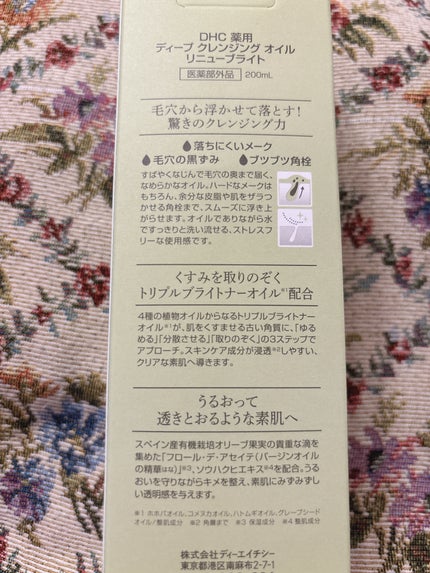 DHC 薬用
ディープ クレンジング オイル
リニューブライト
医薬部外品 200mL
毛穴から浮かせて落とす!
驚きのクレンジング力
落ちにくいメーク
毛穴の黒ずみ ブツブツ角栓
すばやくなじんで毛穴の奥まで届く、
なめらかなオイル。ハードなメークは
もちろん、余分な皮脂や肌をザラつ
かせる角栓まで、スムーズに浮き上
がらせます。オイルでありながら水
ですっきりと洗い流せる、ストレスフ
リーな使用感です。
くすみを取りのぞく
トリプルブライトナーオイル※1配合
4種の植物オイルからなるトリプルブライトナー
オイル※1が、肌をくすませる古い角質に、「ゆる
める」「分散させる」「取りのぞく」の3ステップで
アプローチ。スキンケア成分が浸透※2しやすい、
クリアな素肌へ導きます。
うるおって
透きとおるような素肌へ
スペイン産有機栽培オリーブ果実の貴重な滴を
集めた「フロール・デ・アセイテ(バージンオイル
の精華はな)」※3、ソウハクヒエキス※4を配合。うる
おいを守りながらキメを整え、素肌にみずみずし
い透明感を与えます。
※1 ホホバオイル、コメヌカオイル、ハトムギオイル、グレープシード
オイル/整肌成分 ※2 角層まで ※3 保湿成分 ※4 整肌成分
株式会社ディーエイチシー
東京都港区南麻布2-7-1